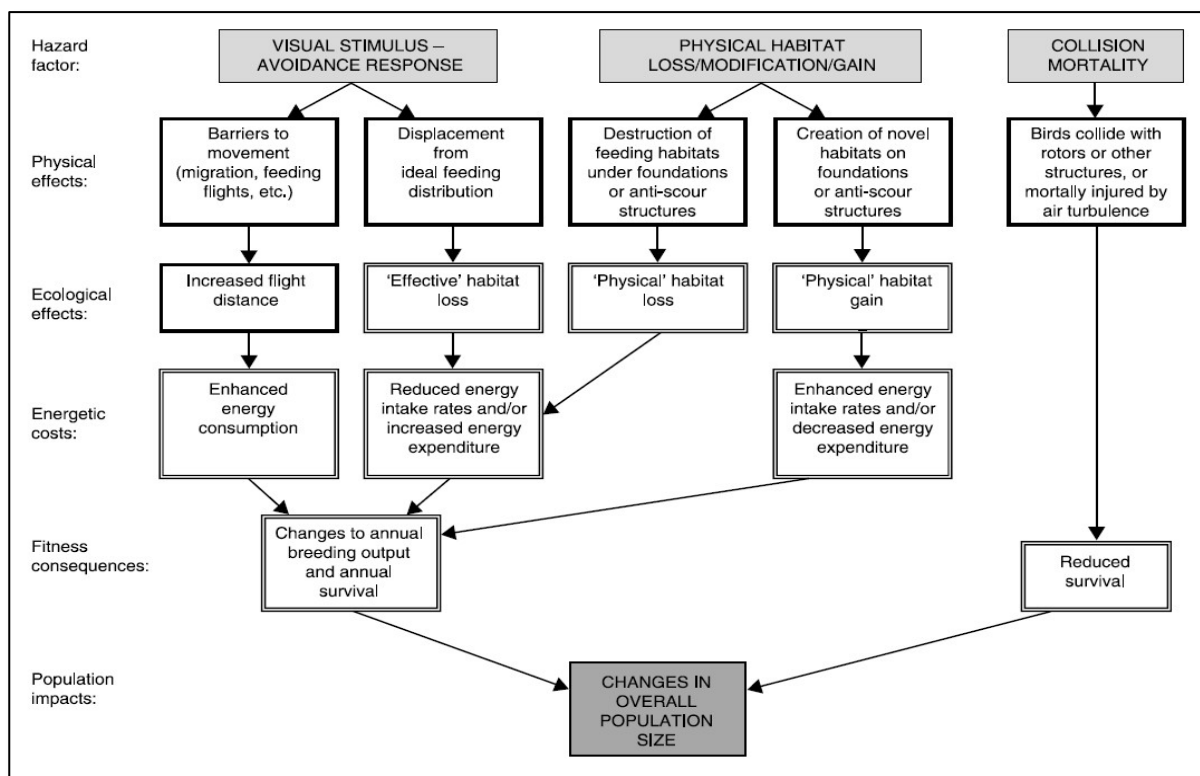 Hazard
factor:
VISUAL STIMULUS –
AVOIDANCE RESPONSE
PHYSICAL HABITAT
LOSS/MODIFICATION/GAIN
COLLISION
MORTALITY
Physical
effects:
Barriers to
movement
(migration, feeding
flights, etc.)
Displacement
from
ideal feeding
distribution
Destruction of
feeding habitats
under foundations
or anti-scour
structures
Creation of novel
habitats on
foundations
or anti-scour
structures
Birds collide with
rotors or other
structures, or
mortally injured by
air turbulence
Ecological
effects:
Increased flight
distance
‘Effective’ habitat
loss
‘Physical’ habitat
loss
‘Physical’ habitat
gain
Energetic
costs:
Enhanced
energy
consumption
Reduced energy
intake rates and/or
increased energy
expenditure
Enhanced energy
intake rates and/or
decreased energy
expenditure
Fitness
consequences:
Changes to annual
breeding output
and annual
survival
Reduced
survival
Population
impacts:
CHANGES IN
OVERALL
POPULATION
SIZE